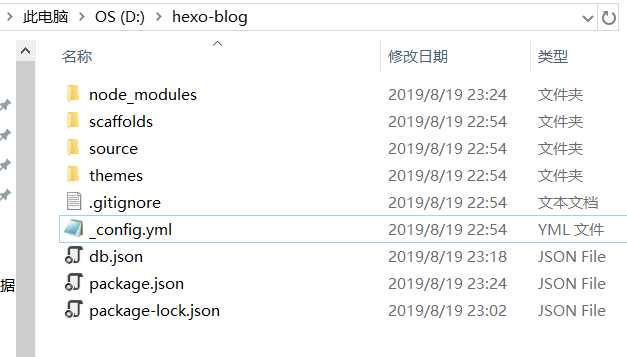 此电脑 > OS (D:) > hexo-blog
名称 修改日期 类型
node_modules 2019/8/19 23:24 文件夹
scaffolds 2019/8/19 22:54 文件夹
source 2019/8/19 22:54 文件夹
themes 2019/8/19 22:54 文件夹
.gitignore 2019/8/19 22:54 文本文档
_config.yml 2019/8/19 22:54 YML 文件
db.json 2019/8/19 23:18 JSON File
据
package.json 2019/8/19 23:24 JSON File
package-lock.json 2019/8/19 23:02 JSON File